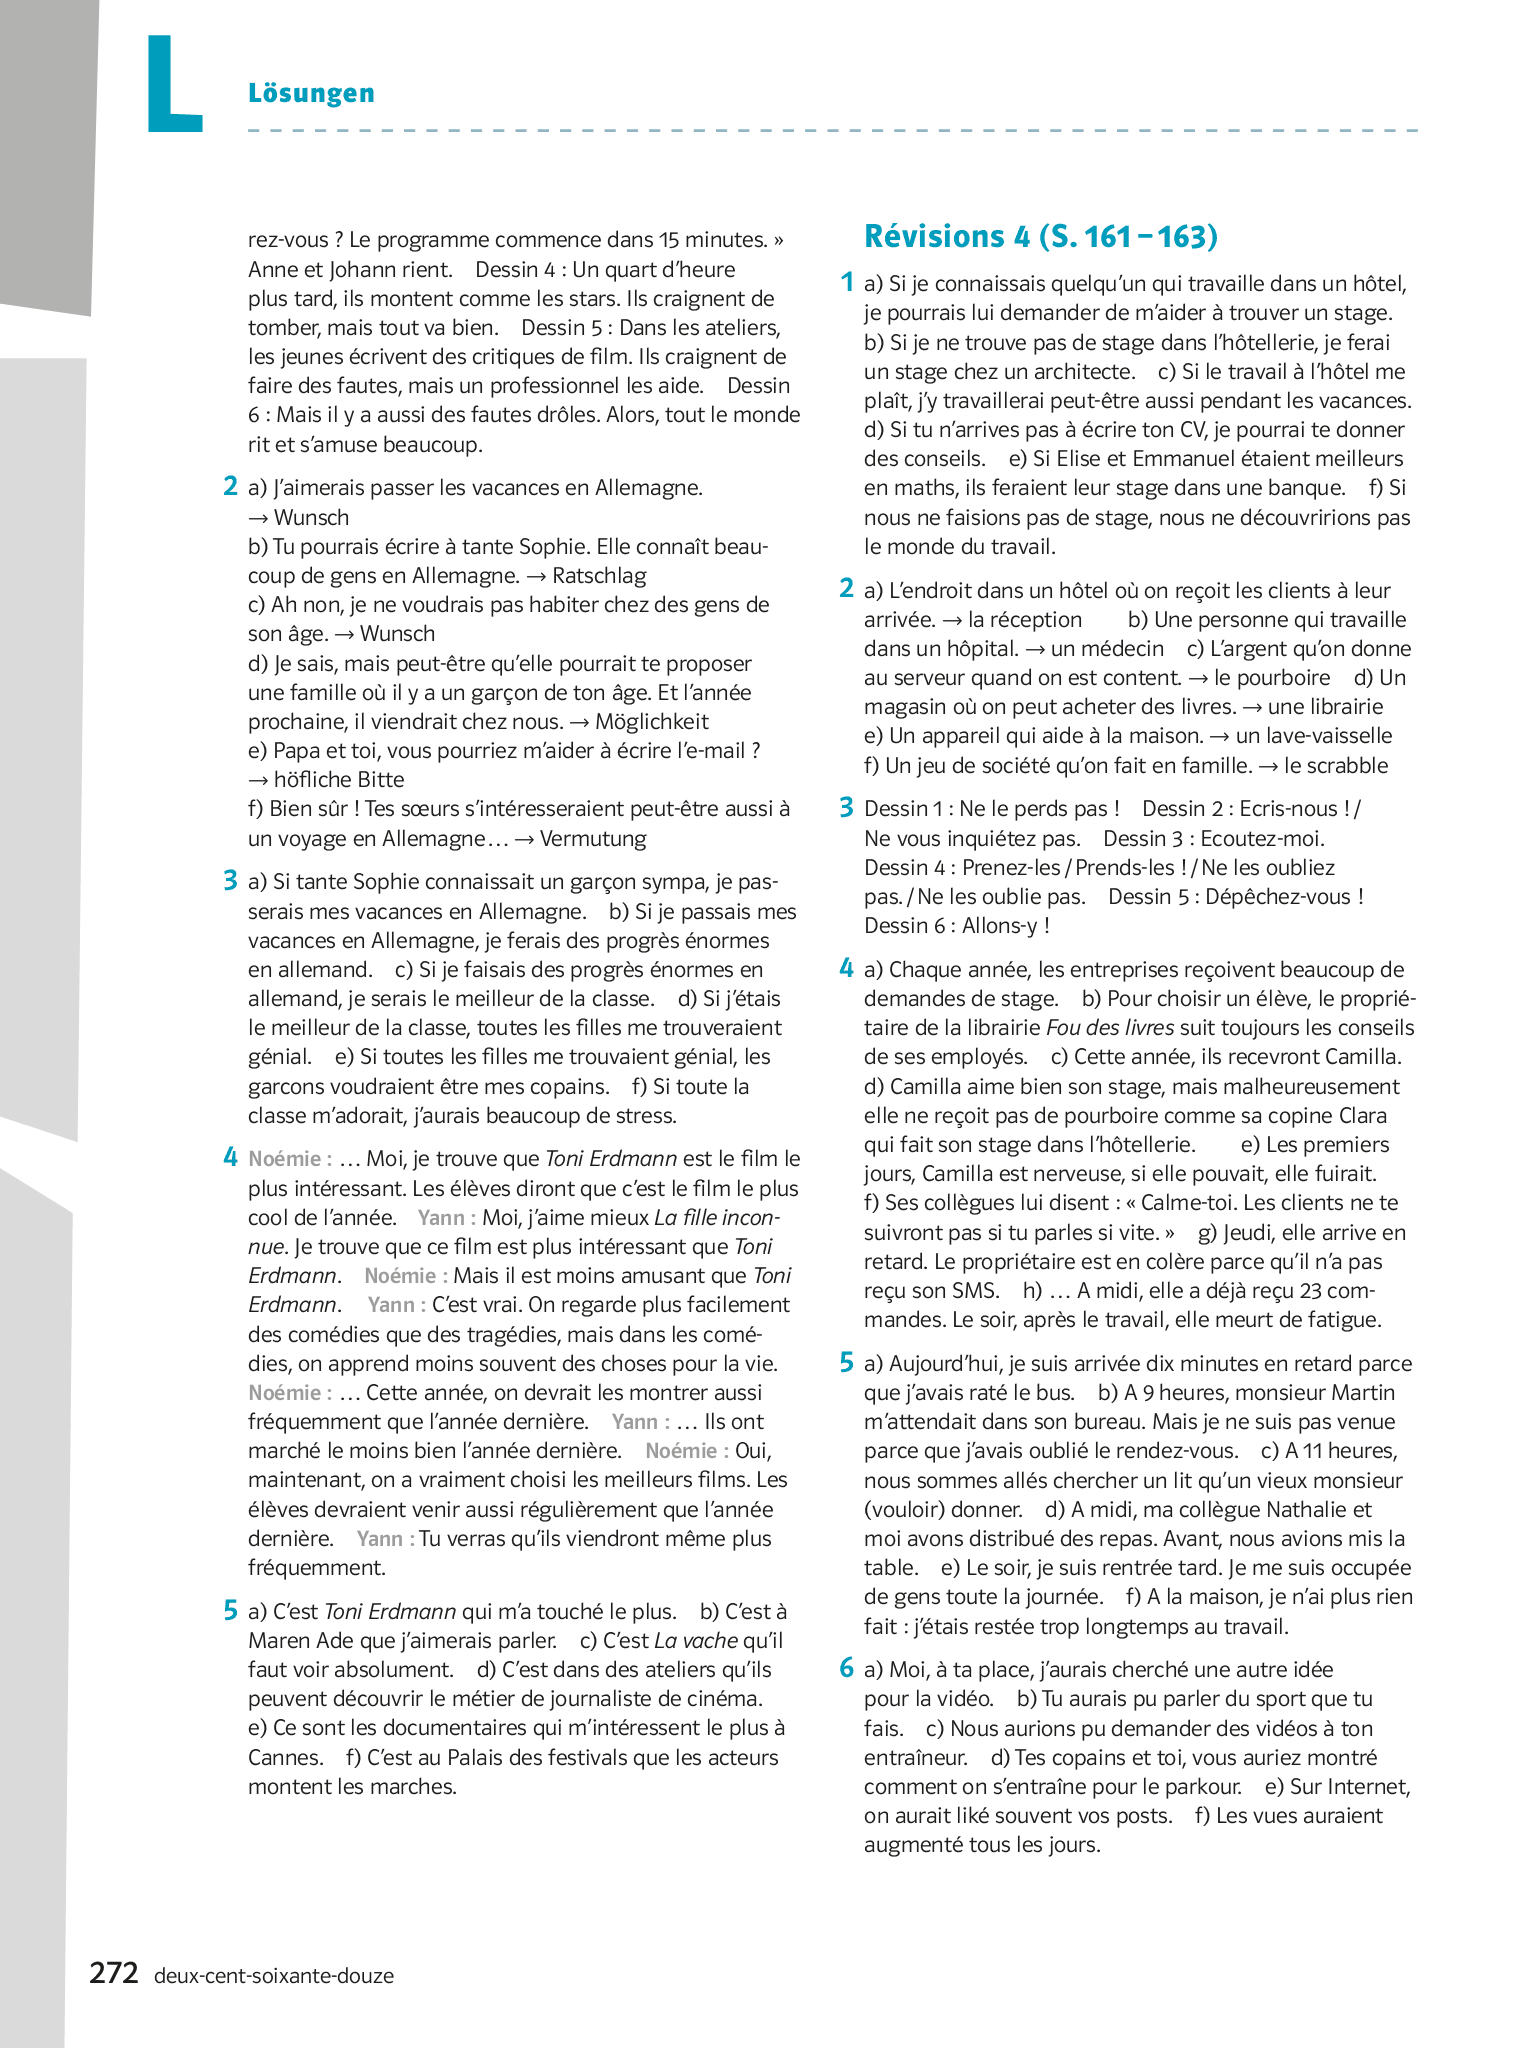 L
Lösungen
rez-vous ? Le programme commence dans 15 minutes. »
Anne et Johann rient. Dessin 4 : Un quart d’heure
plus tard, ils montent comme les stars. Ils craignent de
tomber, mais tout va bien. Dessin 5 : Dans les ateliers,
les jeunes écrivent des critiques de film. Ils craignent de
faire des fautes, mais un professionnel les aide. Dessin
6 : Mais il y a aussi des fautes drôles. Alors, tout le monde
rit et s’amuse beaucoup.
2 a) J’aimerais passer les vacances en Allemagne.
→ Wunsch
b) Tu pourrais écrire à tante Sophie. Elle connaît beau-
coup de gens en Allemagne. → Ratschlag
c) Ah non, je ne voudrais pas habiter chez des gens de
son âge. → Wunsch
d) Je sais, mais peut-être qu’elle pourrait te proposer
une famille où il y a un garçon de ton âge. Et l’année
prochaine, il viendrait chez nous. → Möglichkeit
e) Papa et toi, vous pourriez m’aider à écrire l’e-mail ?
→ höfliche Bitte
f) Bien sûr ! Tes sœurs s’intéresseraient peut-être aussi à
un voyage en Allemagne… → Vermutung
3 a) Si tante Sophie connaissait un garçon sympa, je pas-
serais mes vacances en Allemagne. b) Si je passais mes
vacances en Allemagne, je ferais des progrès énormes
en allemand. c) Si je faisais des progrès énormes en
allemand, je serais le meilleur de la classe. d) Si j’étais
le meilleur de la classe, toutes les filles me trouveraient
génial. e) Si toutes les filles me trouvaient génial, les
garcons voudraient être mes copains. f) Si toute la
classe m’adorait, j’aurais beaucoup de stress.
4 Noémie : … Moi, je trouve que Toni Erdmann est le film le
plus intéressant. Les élèves diront que c’est le film le plus
cool de l’année. Yann : Moi, j’aime mieux La fille incon-
nue. Je trouve que ce film est plus intéressant que Toni
Erdmann. Noémie : Mais il est moins amusant que Toni
Erdmann. Yann : C’est vrai. On regarde plus facilement
des comédies que des tragédies, mais dans les comé-
dies, on apprend moins souvent des choses pour la vie.
Noémie : … Cette année, on devrait les montrer aussi
fréquemment que l’année dernière. Yann : … Ils ont
marché le moins bien l’année dernière. Noémie : Oui,
maintenant, on a vraiment choisi les meilleurs films. Les
élèves devraient venir aussi régulièrement que l’année
dernière. Yann : Tu verras qu’ils viendront même plus
fréquemment.
5 a) C’est Toni Erdmann qui m’a touché le plus. b) C’est à
Maren Ade que j’aimerais parler. c) C’est La vache qu’il
faut voir absolument. d) C’est dans des ateliers qu’ils
peuvent découvrir le métier de journaliste de cinéma.
e) Ce sont les documentaires qui m’intéressent le plus à
Cannes. f) C’est au Palais des festivals que les acteurs
montent les marches.
Révisions 4 (S. 161 – 163)
1 a) Si je connaissais quelqu’un qui travaille dans un hôtel,
je pourrais lui demander de m’aider à trouver un stage.
b) Si je ne trouve pas de stage dans l’hôtellerie, je ferai
un stage chez un architecte. c) Si le travail à l’hôtel me
plaît, j’y travaillerai peut-être aussi pendant les vacances.
d) Si tu n’arrives pas à écrire ton CV, je pourrai te donner
des conseils. e) Si Elise et Emmanuel étaient meilleurs
en maths, ils feraient leur stage dans une banque. f) Si
nous ne faisions pas de stage, nous ne découvririons pas
le monde du travail.
2 a) L’endroit dans un hôtel où on reçoit les clients à leur
arrivée. → la réception b) Une personne qui travaille
dans un hôpital. → un médecin c) L’argent qu’on donne
au serveur quand on est content. → le pourboire d) Un
magasin où on peut acheter des livres. → une librairie
e) Un appareil qui aide à la maison. → un lave-vaisselle
f) Un jeu de société qu’on fait en famille. → le scrabble
3 Dessin 1 : Ne le perds pas ! Dessin 2 : Ecris-nous ! /
Ne vous inquiétez pas. Dessin 3 : Ecoutez-moi.
Dessin 4 : Prenez-les / Prends-les ! / Ne les oubliez
pas. / Ne les oublie pas. Dessin 5 : Dépêchez-vous !
Dessin 6 : Allons-y !
4 a) Chaque année, les entreprises reçoivent beaucoup de
demandes de stage. b) Pour choisir un élève, le proprié-
taire de la librairie Fou des livres suit toujours les conseils
de ses employés. c) Cette année, ils recevront Camilla.
d) Camilla aime bien son stage, mais malheureusement
elle ne reçoit pas de pourboire comme sa copine Clara
qui fait son stage dans l’hôtellerie. e) Les premiers
jours, Camilla est nerveuse, si elle pouvait, elle fuirait.
f) Ses collègues lui disent : « Calme-toi. Les clients ne te
suivront pas si tu parles si vite. » g) Jeudi, elle arrive en
retard. Le propriétaire est en colère parce qu’il n’a pas
reçu son SMS. h) … A midi, elle a déjà reçu 23 com-
mandes. Le soir, après le travail, elle meurt de fatigue.
5 a) Aujourd’hui, je suis arrivée dix minutes en retard parce
que j’avais raté le bus. b) A 9 heures, monsieur Martin
m’attendait dans son bureau. Mais je ne suis pas venue
parce que j’avais oublié le rendez-vous. c) A 11 heures,
nous sommes allés chercher un lit qu’un vieux monsieur
(vouloir) donner. d) A midi, ma collègue Nathalie et
moi avons distribué des repas. Avant, nous avions mis la
table. e) Le soir, je suis rentrée tard. Je me suis occupée
de gens toute la journée. f) A la maison, je n’ai plus rien
fait : j’étais restée trop longtemps au travail.
6 a) Moi, à ta place, j’aurais cherché une autre idée
pour la vidéo. b) Tu aurais pu parler du sport que tu
fais. c) Nous aurions pu demander des vidéos à ton
entraîneur. d) Tes copains et toi, vous auriez montré
comment on s’entraîne pour le parkour. e) Sur Internet,
on aurait liké souvent vos posts. f) Les vues auraient
augmenté tous les jours.
272 deux-cent-soixante-douze